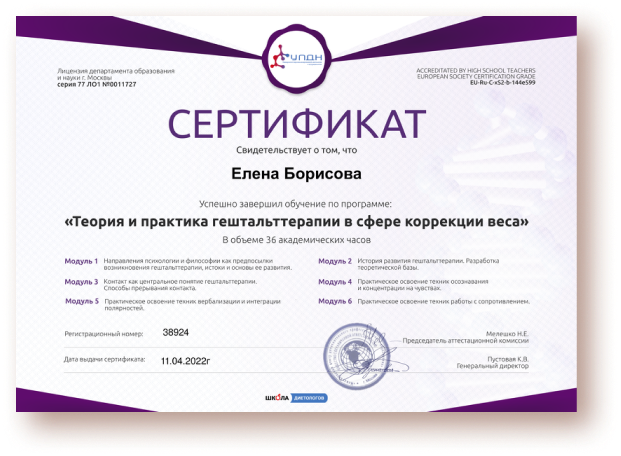 ИПДН
Лицензия департамента образования
и науки г. Москвы
серия 77 ЛО1 №0011727
ACCREDITATED BY HIGH SCHOOL TEACHERS
EUROPEAN SOCIETY CERTIFICATION GRADE
EU-Ru-C-x52-b-144e599
СЕРТИФИКАТ
Свидетельствует о том, что
Елена Борисова
Успешно завершил обучение по программе:
«Теория и практика гештальттерапии в сфере коррекции веса»
В объеме 36 академических часов
Модуль 1 Направления психологии и философии как предпосылки
возникновения гештальттерапии, истоки и основы ее развития.
Модуль 2 История развития гештальттерапии. Разработка
теоретической базы.
Модуль 3 Контакт как центральное понятие гештальттерапии.
Способы прерывания контакта.
Модуль 4 Практическое освоение техник осознавания
и концентрации на чувствах.
Модуль 5 Практическое освоение техник вербализации и интеграции
полярностей.
Модуль 6 Практическое освоение техник работы с сопротивлением.
Регистрационный номер: 38924
Мелешко Н.Е.
Председатель аттестационной комиссии
Дата выдачи сертификата: 11.04.2022г
Пустовая К.В.
Генеральный директор
ШКОЛА ДИЕТОЛОГОВ